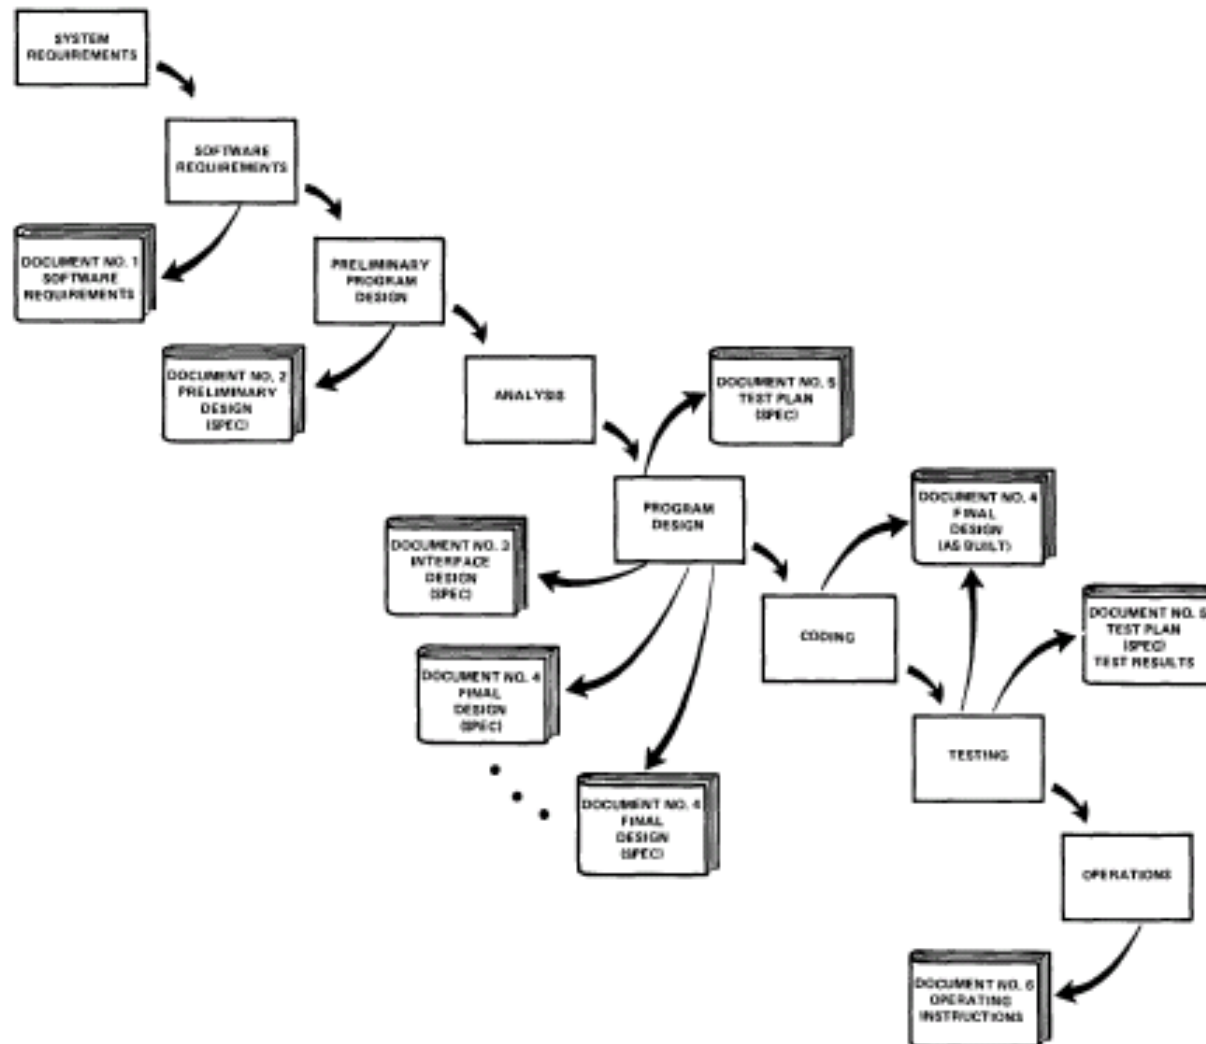 SYSTEM
REQUIREMENTS
SOFTWARE
REQUIREMENTS
DOCUMENT NO. 1
SOFTWARE
REQUIREMENTS
PRELIMINARY
PROGRAM
DESIGN
DOCUMENT NO. 2
PRELIMINARY
DESIGN
(SPEC)
ANALYSIS
DOCUMENT NO. 5
TEST PLAN
(SPEC)
PROGRAM
DESIGN
DOCUMENT NO. 3
INTERFACE
DESIGN
(SPEC)
DOCUMENT NO. 4
FINAL
DESIGN
(AS BUILT)
CODING
DOCUMENT NO. 5
TEST PLAN
(SPEC)
TEST RESULTS
DOCUMENT NO. 4
FINAL
DESIGN
(SPEC)
TESTING
DOCUMENT NO. 4
FINAL
DESIGN
(SPEC)
OPERATIONS
DOCUMENT NO. 6
OPERATING
INSTRUCTIONS